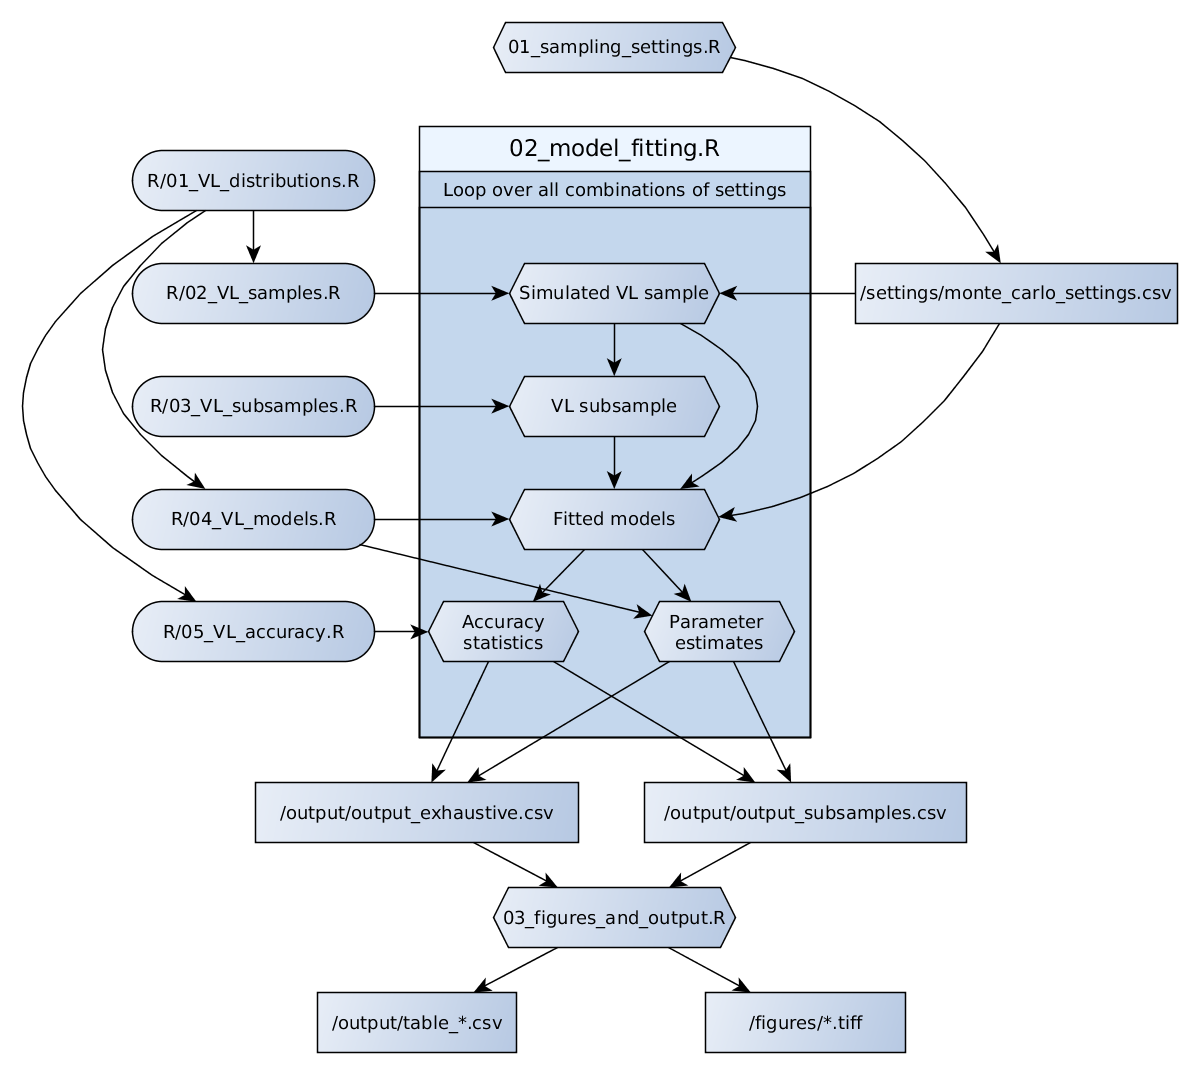 01_sampling_settings.R
02_model_fitting.R
Loop over all combinations of settings
R/01_VL_distributions.R
R/02_VL_samples.R
Simulated VL sample
/settings/monte_carlo_settings.csv
R/03_VL_subsamples.R
VL subsample
R/04_VL_models.R
Fitted models
R/05_VL_accuracy.R
Accuracy
statistics
Parameter
estimates
/output/output_exhaustive.csv
/output/output_subsamples.csv
03_figures_and_output.R
/output/table_*.csv
/figures/*.tiff